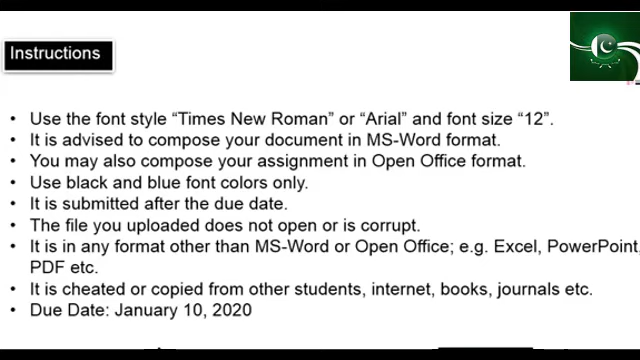 Instructions
• Use the font style “Times New Roman” or “Arial” and font size “12”.
• It is advised to compose your document in MS-Word format.
• You may also compose your assignment in Open Office format.
• Use black and blue font colors only.
• It is submitted after the due date.
• The file you uploaded does not open or is corrupt.
• It is in any format other than MS-Word or Open Office; e.g. Excel, PowerPoint,
PDF etc.
• It is cheated or copied from other students, internet, books, journals etc.
• Due Date: January 10, 2020